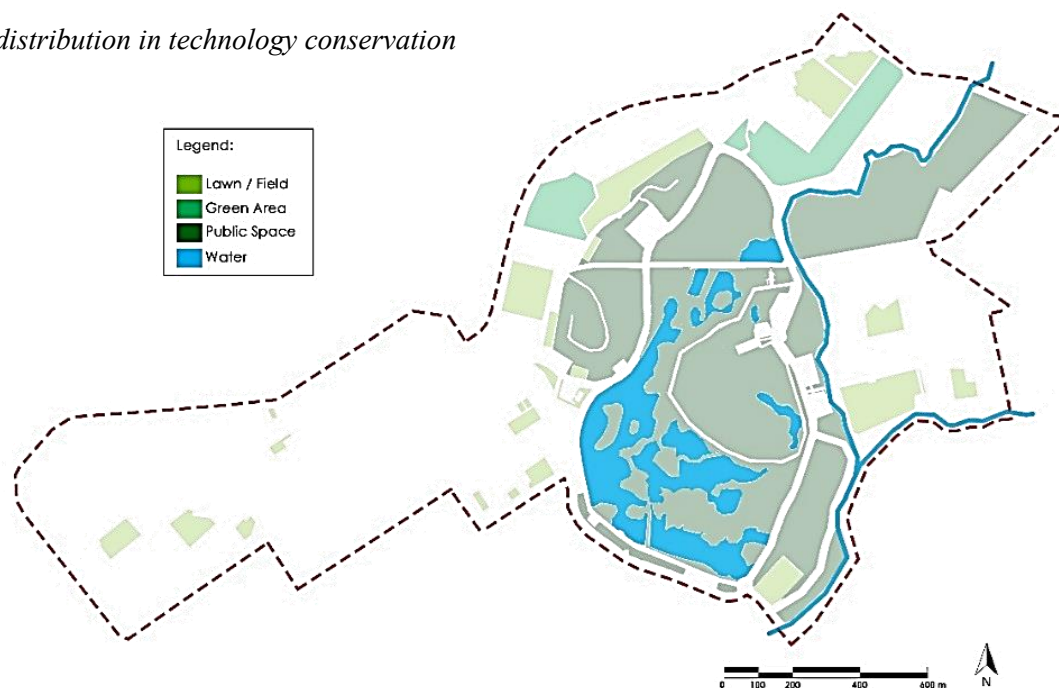 distribution in technology conservation
Legend:
Lawn / Field
Green Area
Public Space
Water
0 100 200 400 600 m
N